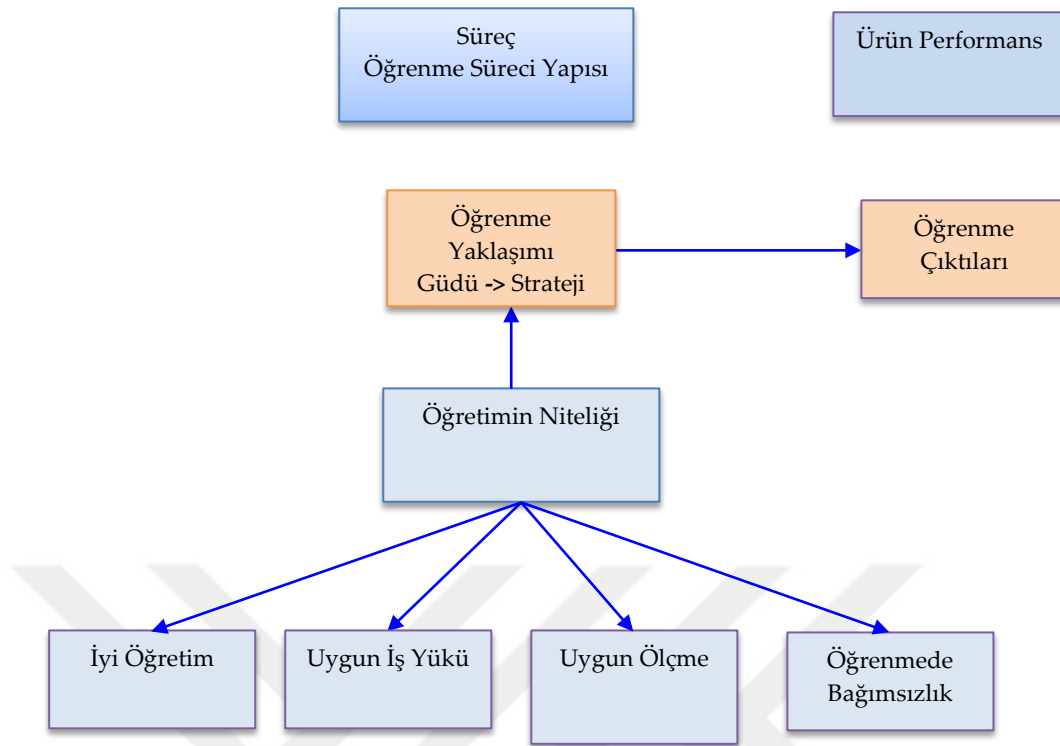 Süreç
Öğrenme Süreci Yapısı
Ürün Performans
Öğrenme
Yaklaşımı
Güdü -> Strateji
Öğrenme
Çıktıları
Öğretimin Niteliği
İyi Öğretim
Uygun İş Yükü
Uygun Ölçme
Öğrenmede
Bağımsızlık